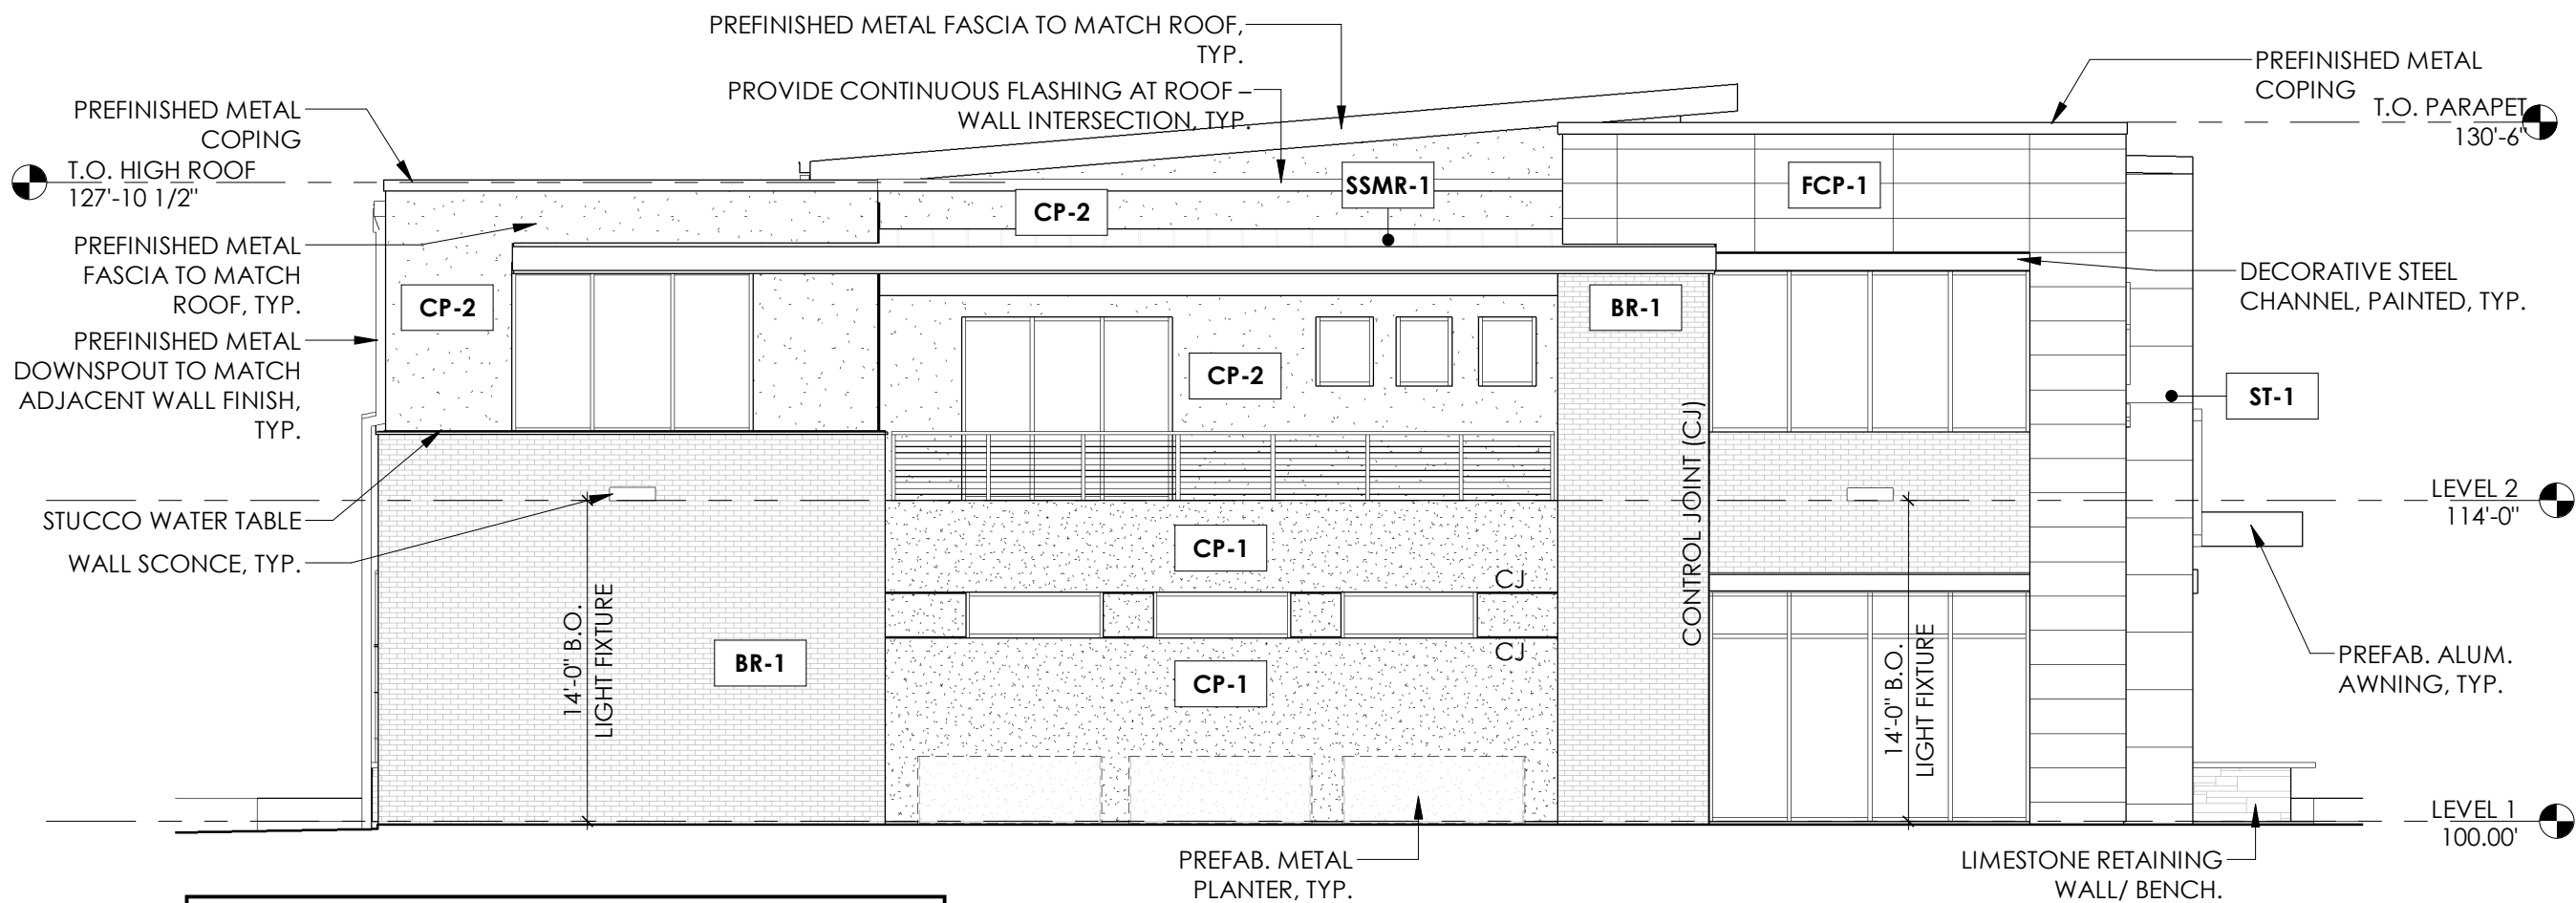 PREFINISHED METAL FASCIA TO MATCH ROOF,
TYP.
PROVIDE CONTINUOUS FLASHING AT ROOF –
WALL INTERSECTION, TYP.
PREFINISHED METAL
COPING
T.O. PARAPET
130'-6"
PREFINISHED METAL
COPING
T.O. HIGH ROOF
127'-10 1/2"
SSMR-1
FCP-1
CP-2
PREFINISHED METAL
FASCIA TO MATCH
ROOF, TYP.
CP-2
BR-1
DECORATIVE STEEL
CHANNEL, PAINTED, TYP.
PREFINISHED METAL
DOWNSPOUT TO MATCH
ADJACENT WALL FINISH,
TYP.
CP-2
ST-1
CONTROL JOINT (CJ)
LEVEL 2
114'-0"
STUCCO WATER TABLE
WALL SCONCE, TYP.
CP-1
CJ
14'-0" B.O.
LIGHT FIXTURE
BR-1
CJ
CP-1
14'-0" B.O.
LIGHT FIXTURE
PREFAB. ALUM.
AWNING, TYP.
LEVEL 1
100.00'
PREFAB. METAL
PLANTER, TYP.
LIMESTONE RETAINING
WALL/ BENCH.